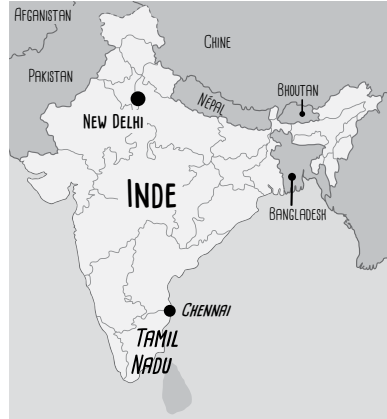 Afganistan
Chine
Pakistan
Népal
Bhoutan
New Delhi
Inde
Bangladesh
Chennai
Tamil
Nadu